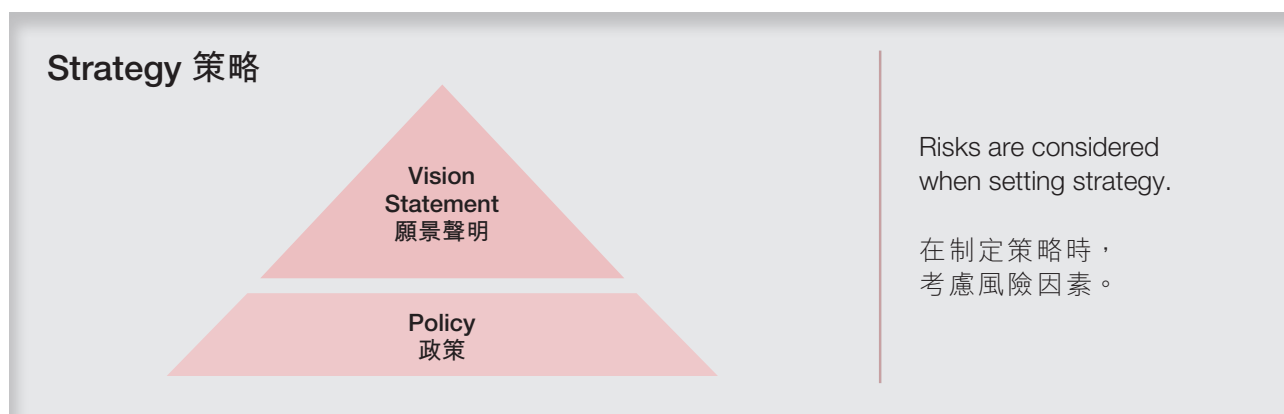 Strategy 策略
Vision
Statement
願景聲明
Policy
政策
Risks are considered
when setting strategy.
在制定策略時，
考慮風險因素。